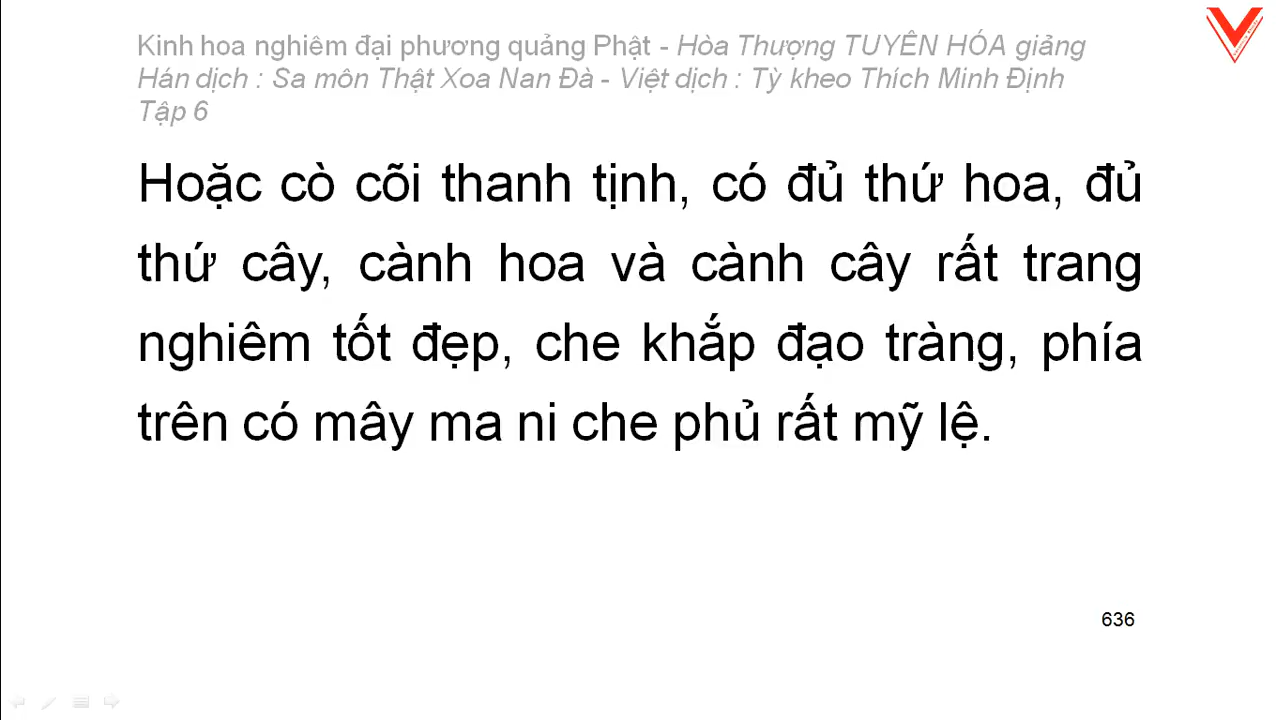 Kinh hoa nghiêm đại phương quảng Phật - Hòa Thượng TUYÊN HÓA giảng
Hán dịch : Sa môn Thật Xoa Nan Đà - Việt dịch : Tỳ kheo Thích Minh Định
Tập 6
Hoặc cò cõi thanh tịnh, có đủ thứ hoa, đủ
thứ cây, cành hoa và cành cây rất trang
nghiêm tốt đẹp, che khắp đạo tràng, phía
trên có mây ma ni che phủ rất mỹ lệ.
636